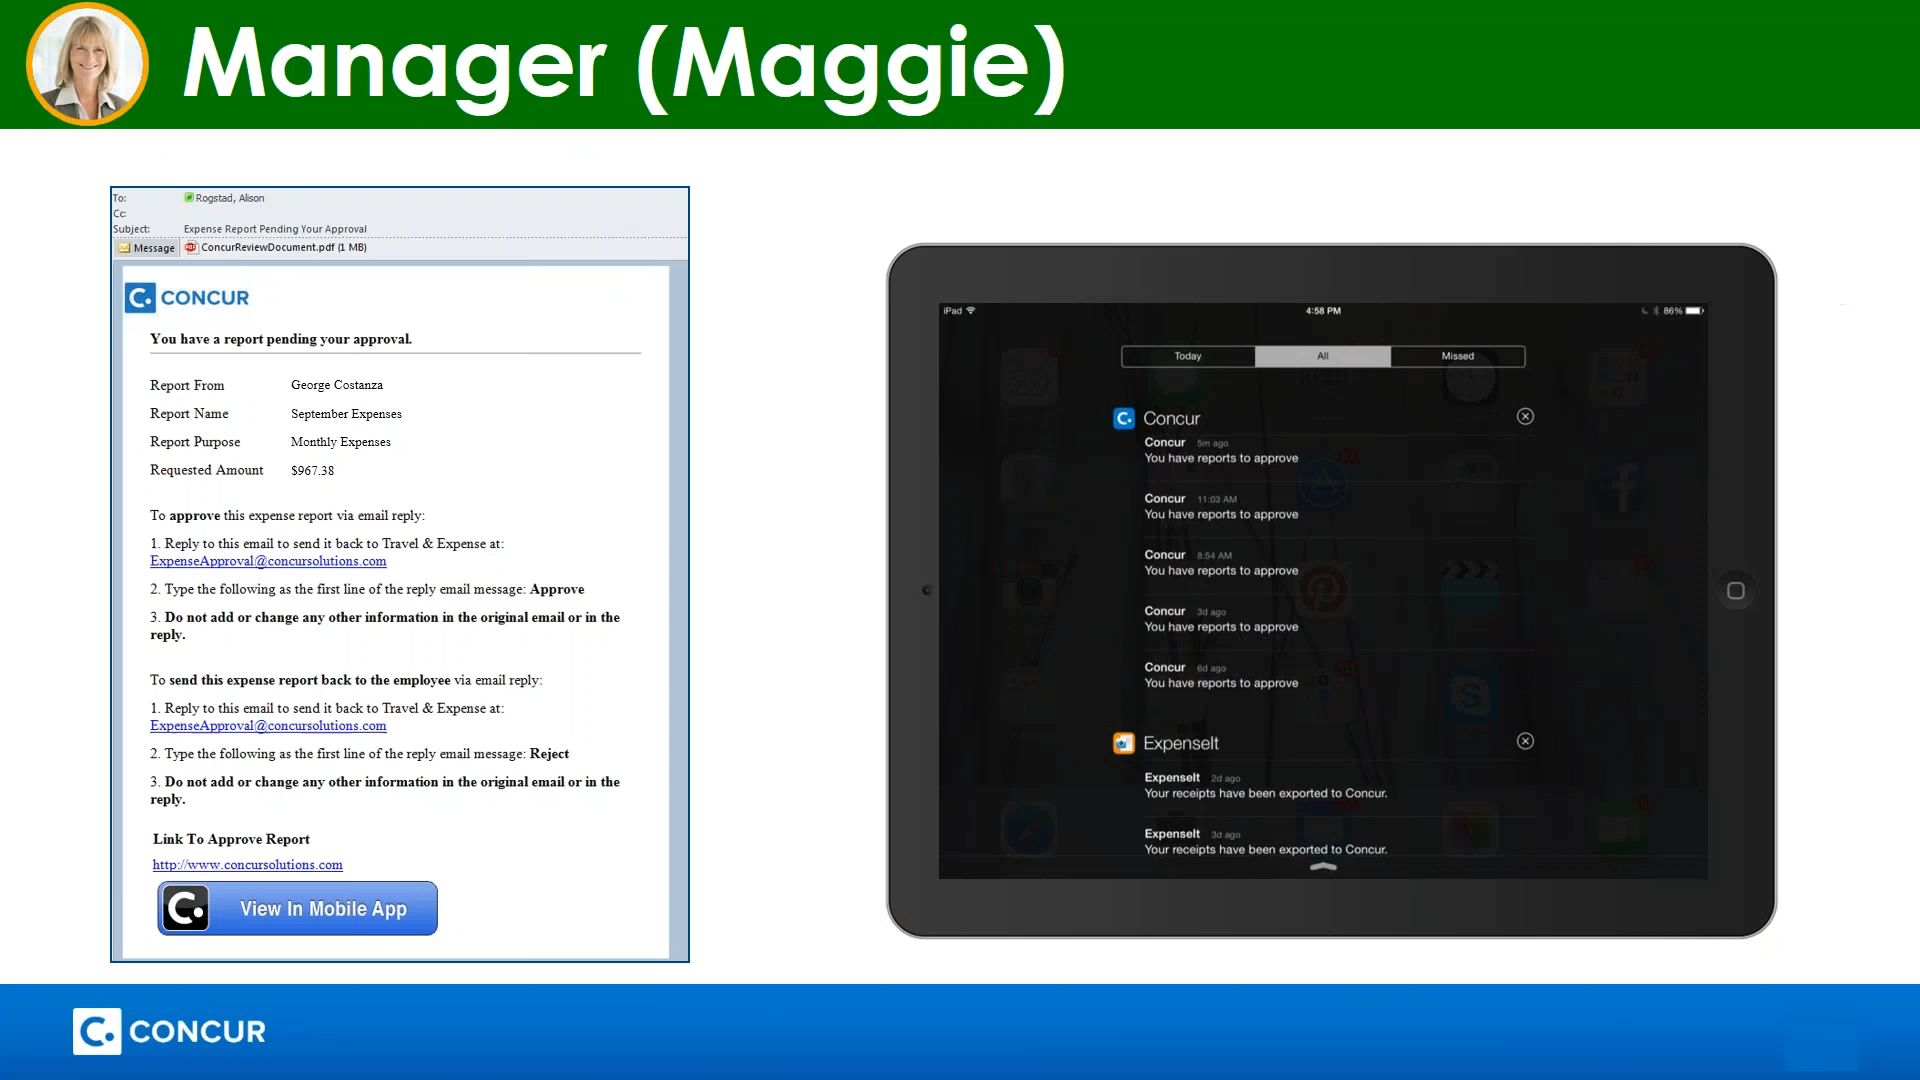 Manager (Maggie)
To: Rogstad, Alison
Cc:
Subject: Expense Report Pending Your Approval
Message ConcurReviewDocument.pdf (1 MB)
C. CONCUR
You have a report pending your approval.
Report From George Costanza
Report Name September Expenses
Report Purpose Monthly Expenses
Requested Amount $967.38
To approve this expense report via email reply:
1. Reply to this email to send it back to Travel & Expense at:
ExpenseApproval@concursolutions.com
2. Type the following as the first line of the reply email message: Approve
3. Do not add or change any other information in the original email or in the
reply.
To send this expense report back to the employee via email reply:
1. Reply to this email to send it back to Travel & Expense at:
ExpenseApproval@concursolutions.com
2. Type the following as the first line of the reply email message: Reject
3. Do not add or change any other information in the original email or in the
reply.
Link To Approve Report
http://www.concursolutions.com
C. View In Mobile App
iPad 4:58 PM 86%
Today All Missed
C. Concur
Concur 5m ago
You have reports to approve
Concur 11:03 AM
You have reports to approve
Concur 8:54 AM
You have reports to approve
Concur 3d ago
You have reports to approve
Concur 6d ago
You have reports to approve
ExpenseIt
ExpenseIt 2d ago
Your receipts have been exported to Concur.
ExpenseIt 3d ago
Your receipts have been exported to Concur.
C. CONCUR